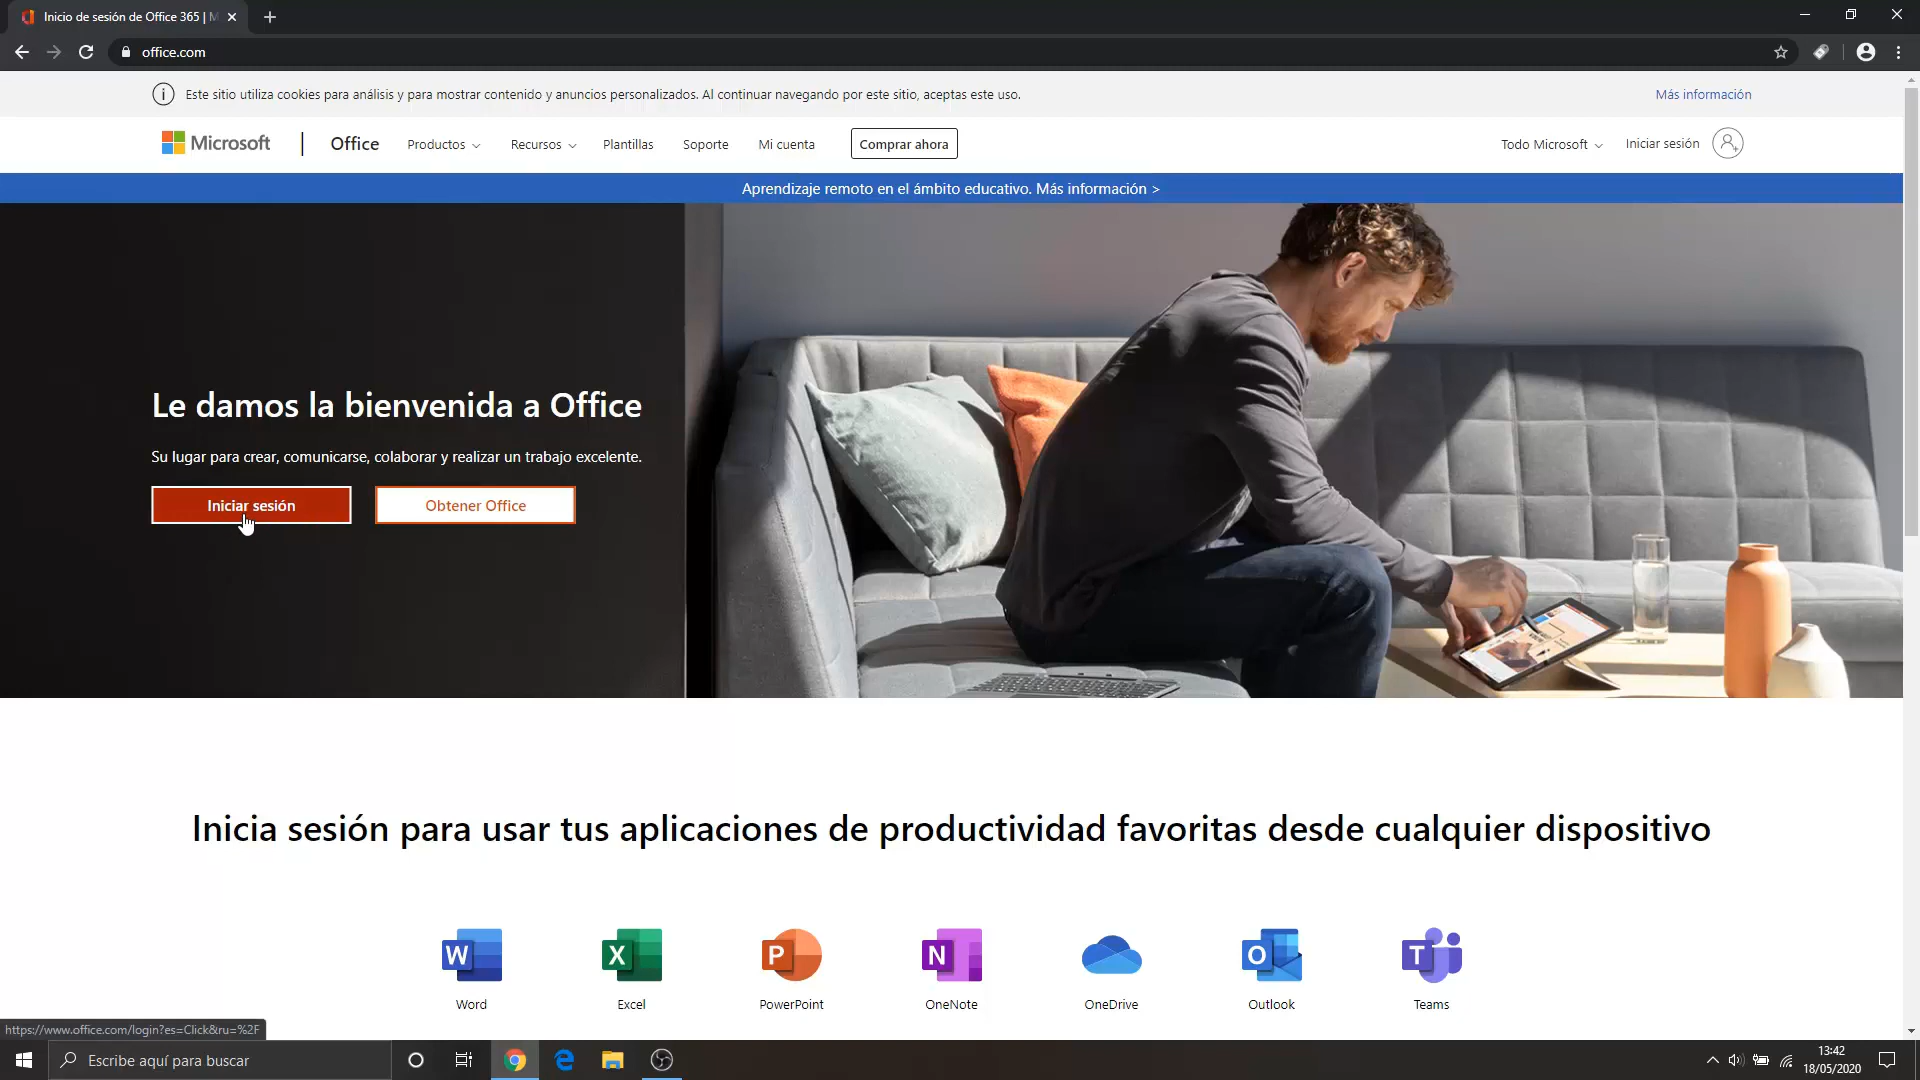 Inicio de sesión de Office 365 | M
office.com
Este sitio utiliza cookies para análisis y para mostrar contenido y anuncios personalizados. Al continuar navegando por este sitio, aceptas este uso.
Más información
Microsoft
Office
Productos
Recursos
Plantillas
Soporte
Mi cuenta
Comprar ahora
Todo Microsoft
Iniciar sesión
Aprendizaje remoto en el ámbito educativo. Más información >
Le damos la bienvenida a Office
Su lugar para crear, comunicarse, colaborar y realizar un trabajo excelente.
Iniciar sesión
Obtener Office
Inicia sesión para usar tus aplicaciones de productividad favoritas desde cualquier dispositivo
W
X
P
N
O
T
Word
Excel
PowerPoint
OneNote
OneDrive
Outlook
Teams
https://www.office.com/login?es=Click&ru=%2F
Escribe aquí para buscar
13:42
18/05/2020